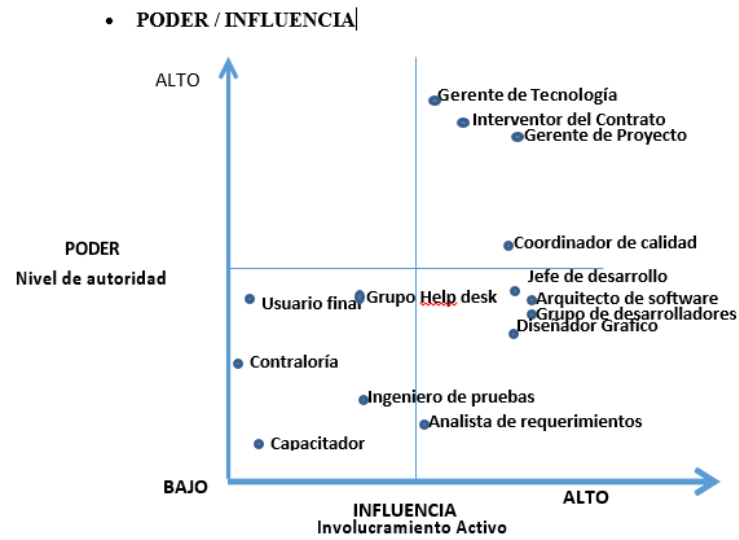 • PODER / INFLUENCIA
ALTO
Gerente de Tecnología
Interventor del Contrato
Gerente de Proyecto
PODER
Nivel de autoridad
Coordinador de calidad
Jefe de desarrollo
Usuario final
Grupo Help desk
Arquitecto de software
Grupo de desarrolladores
Diseñador Grafico
Contraloría
Ingeniero de pruebas
Analista de requerimientos
Capacitador
BAJO
ALTO
INFLUENCIA
Involucramiento Activo